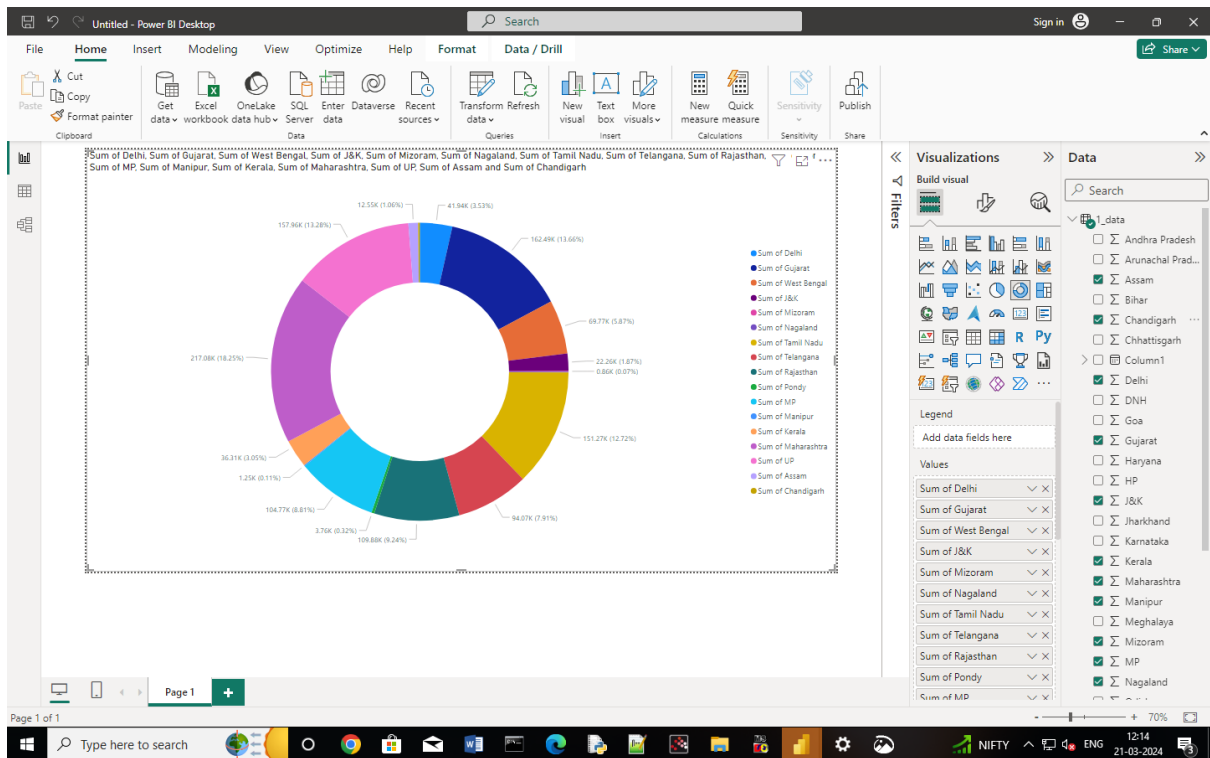 Untitled - Power BI Desktop
Search
Sign in
File
Home
Insert
Modeling
View
Optimize
Help
Format
Data / Drill
Share
Paste
Cut
Copy
Format painter
Clipboard
Get data
Excel workbook
OneLake data hub
SQL Server
Enter data
Dataverse
Recent sources
Data
Transform data
Refresh
Queries
New visual
Text box
More visuals
Insert
New measure
Quick measure
Calculations
Sensitivity
Sensitivity
Publish
Share
Sum of Delhi, Sum of Gujarat, Sum of West Bengal, Sum of J&K, Sum of Mizoram, Sum of Nagaland, Sum of Tamil Nadu, Sum of Telangana, Sum of Rajasthan,
Sum of MP, Sum of Manipur, Sum of Kerala, Sum of Maharashtra, Sum of UP, Sum of Assam and Sum of Chandigarh
12.55K (1.06%)
41.94K (3.53%)
157.96K (13.28%)
162.49K (13.66%)
69.77K (5.87%)
217.08K (18.25%)
22.26K (1.87%)
0.86K (0.07%)
151.27K (12.72%)
36.31K (3.05%)
1.25K (0.11%)
104.77K (8.81%)
94.07K (7.91%)
3.76K (0.32%)
109.88K (9.24%)
Sum of Delhi
Sum of Gujarat
Sum of West Bengal
Sum of J&K
Sum of Mizoram
Sum of Nagaland
Sum of Tamil Nadu
Sum of Telangana
Sum of Rajasthan
Sum of Pondy
Sum of MP
Sum of Manipur
Sum of Kerala
Sum of Maharashtra
Sum of UP
Sum of Assam
Sum of Chandigarh
Filters
Visualizations
Build visual
123
R
Py
123
Legend
Add data fields here
Values
Sum of Delhi
Sum of Gujarat
Sum of West Bengal
Sum of J&K
Sum of Mizoram
Sum of Nagaland
Sum of Tamil Nadu
Sum of Telangana
Sum of Rajasthan
Sum of Pondy
Sum of MP
Data
Search
1_data
Andhra Pradesh
Arunachal Prad...
Assam
Bihar
Chandigarh
Chhattisgarh
Column1
Delhi
DNH
Goa
Gujarat
Haryana
HP
J&K
Jharkhand
Karnataka
Kerala
Maharashtra
Manipur
Meghalaya
Mizoram
MP
Nagaland
Page 1
Page 1 of 1
70%
Type here to search
NIFTY
ENG
12:14
21-03-2024
3